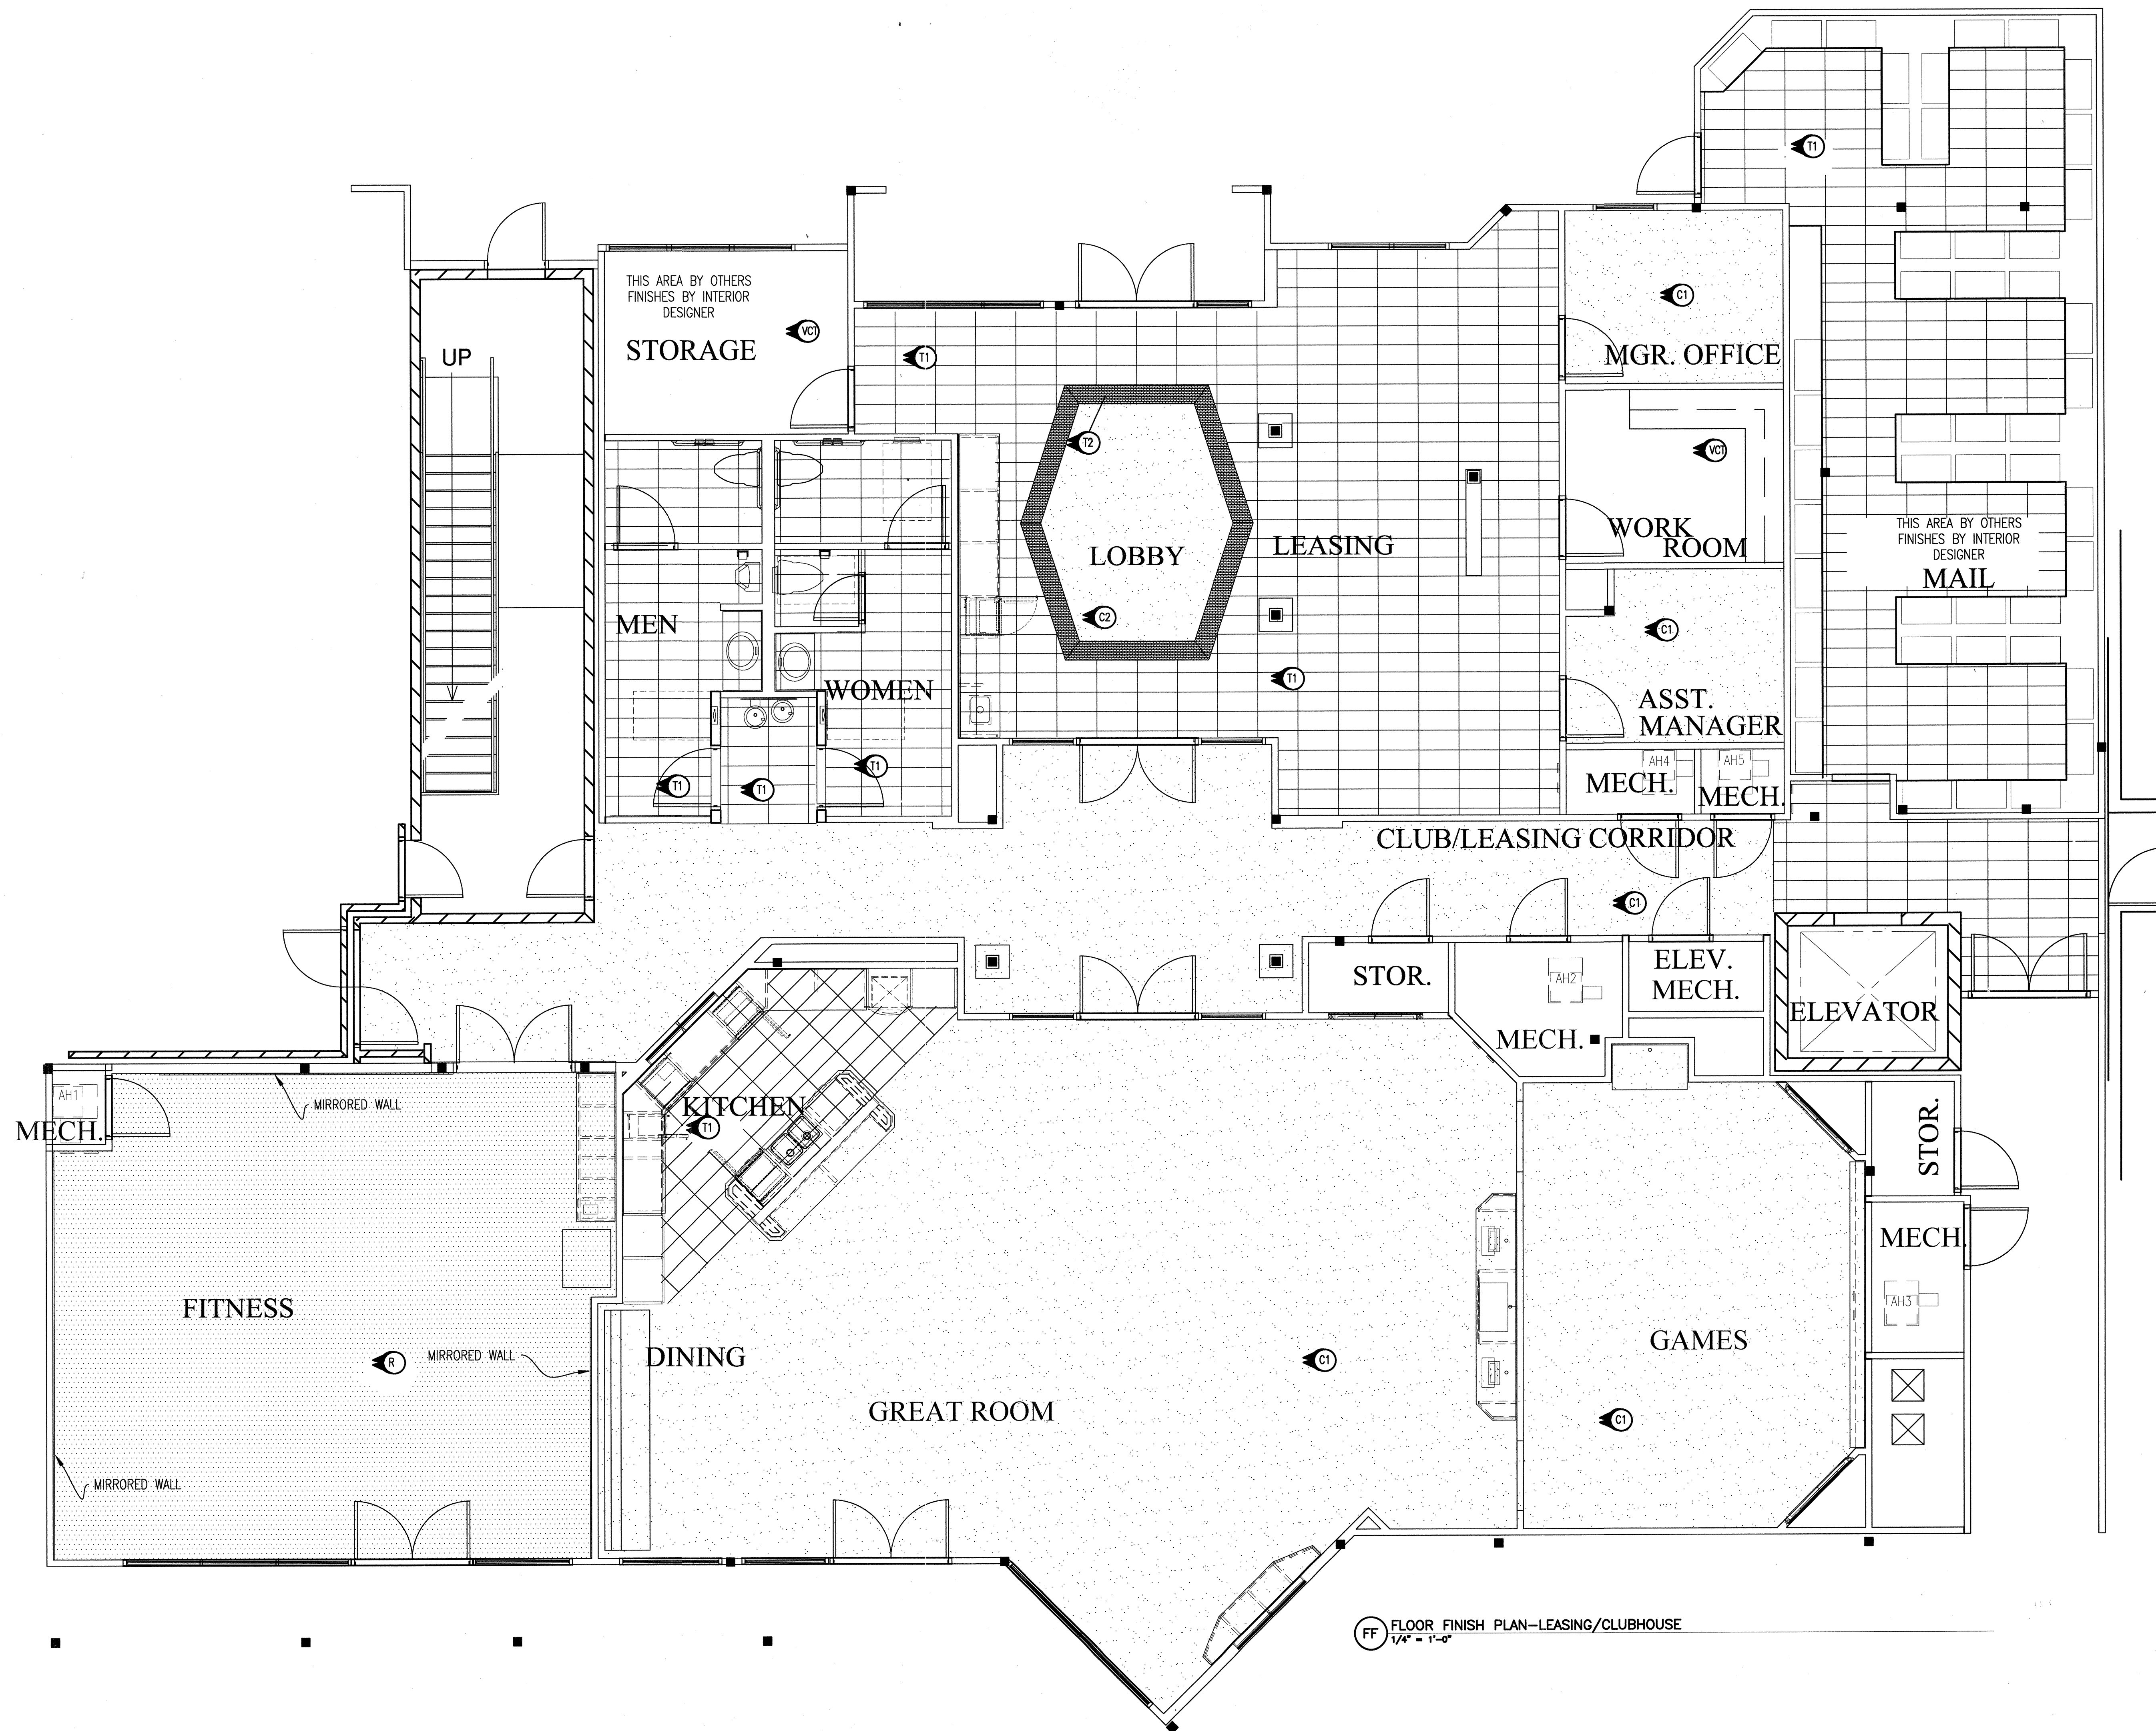 T1
UP
THIS AREA BY OTHERS
FINISHES BY INTERIOR
DESIGNER
STORAGE
VCT
T1
C1
MGR. OFFICE
T2
VCT
LOBBY
LEASING
WORK
ROOM
THIS AREA BY OTHERS
FINISHES BY INTERIOR
DESIGNER
MAIL
C2
MEN
C1
WOMEN
T1
ASST.
MANAGER
T1
T1
T1
AH4
AH5
MECH.
MECH.
CLUB/LEASING CORRIDOR
C1
STOR.
AH2
MECH.
ELEV.
MECH.
ELEVATOR
AH1
MECH.
MIRRORED WALL
KITCHEN
T1
STOR.
MECH.
AH3
FITNESS
R
MIRRORED WALL
DINING
C1
GAMES
GREAT ROOM
C1
MIRRORED WALL
FF
FLOOR FINISH PLAN-LEASING/CLUBHOUSE
1/4" = 1'-0"